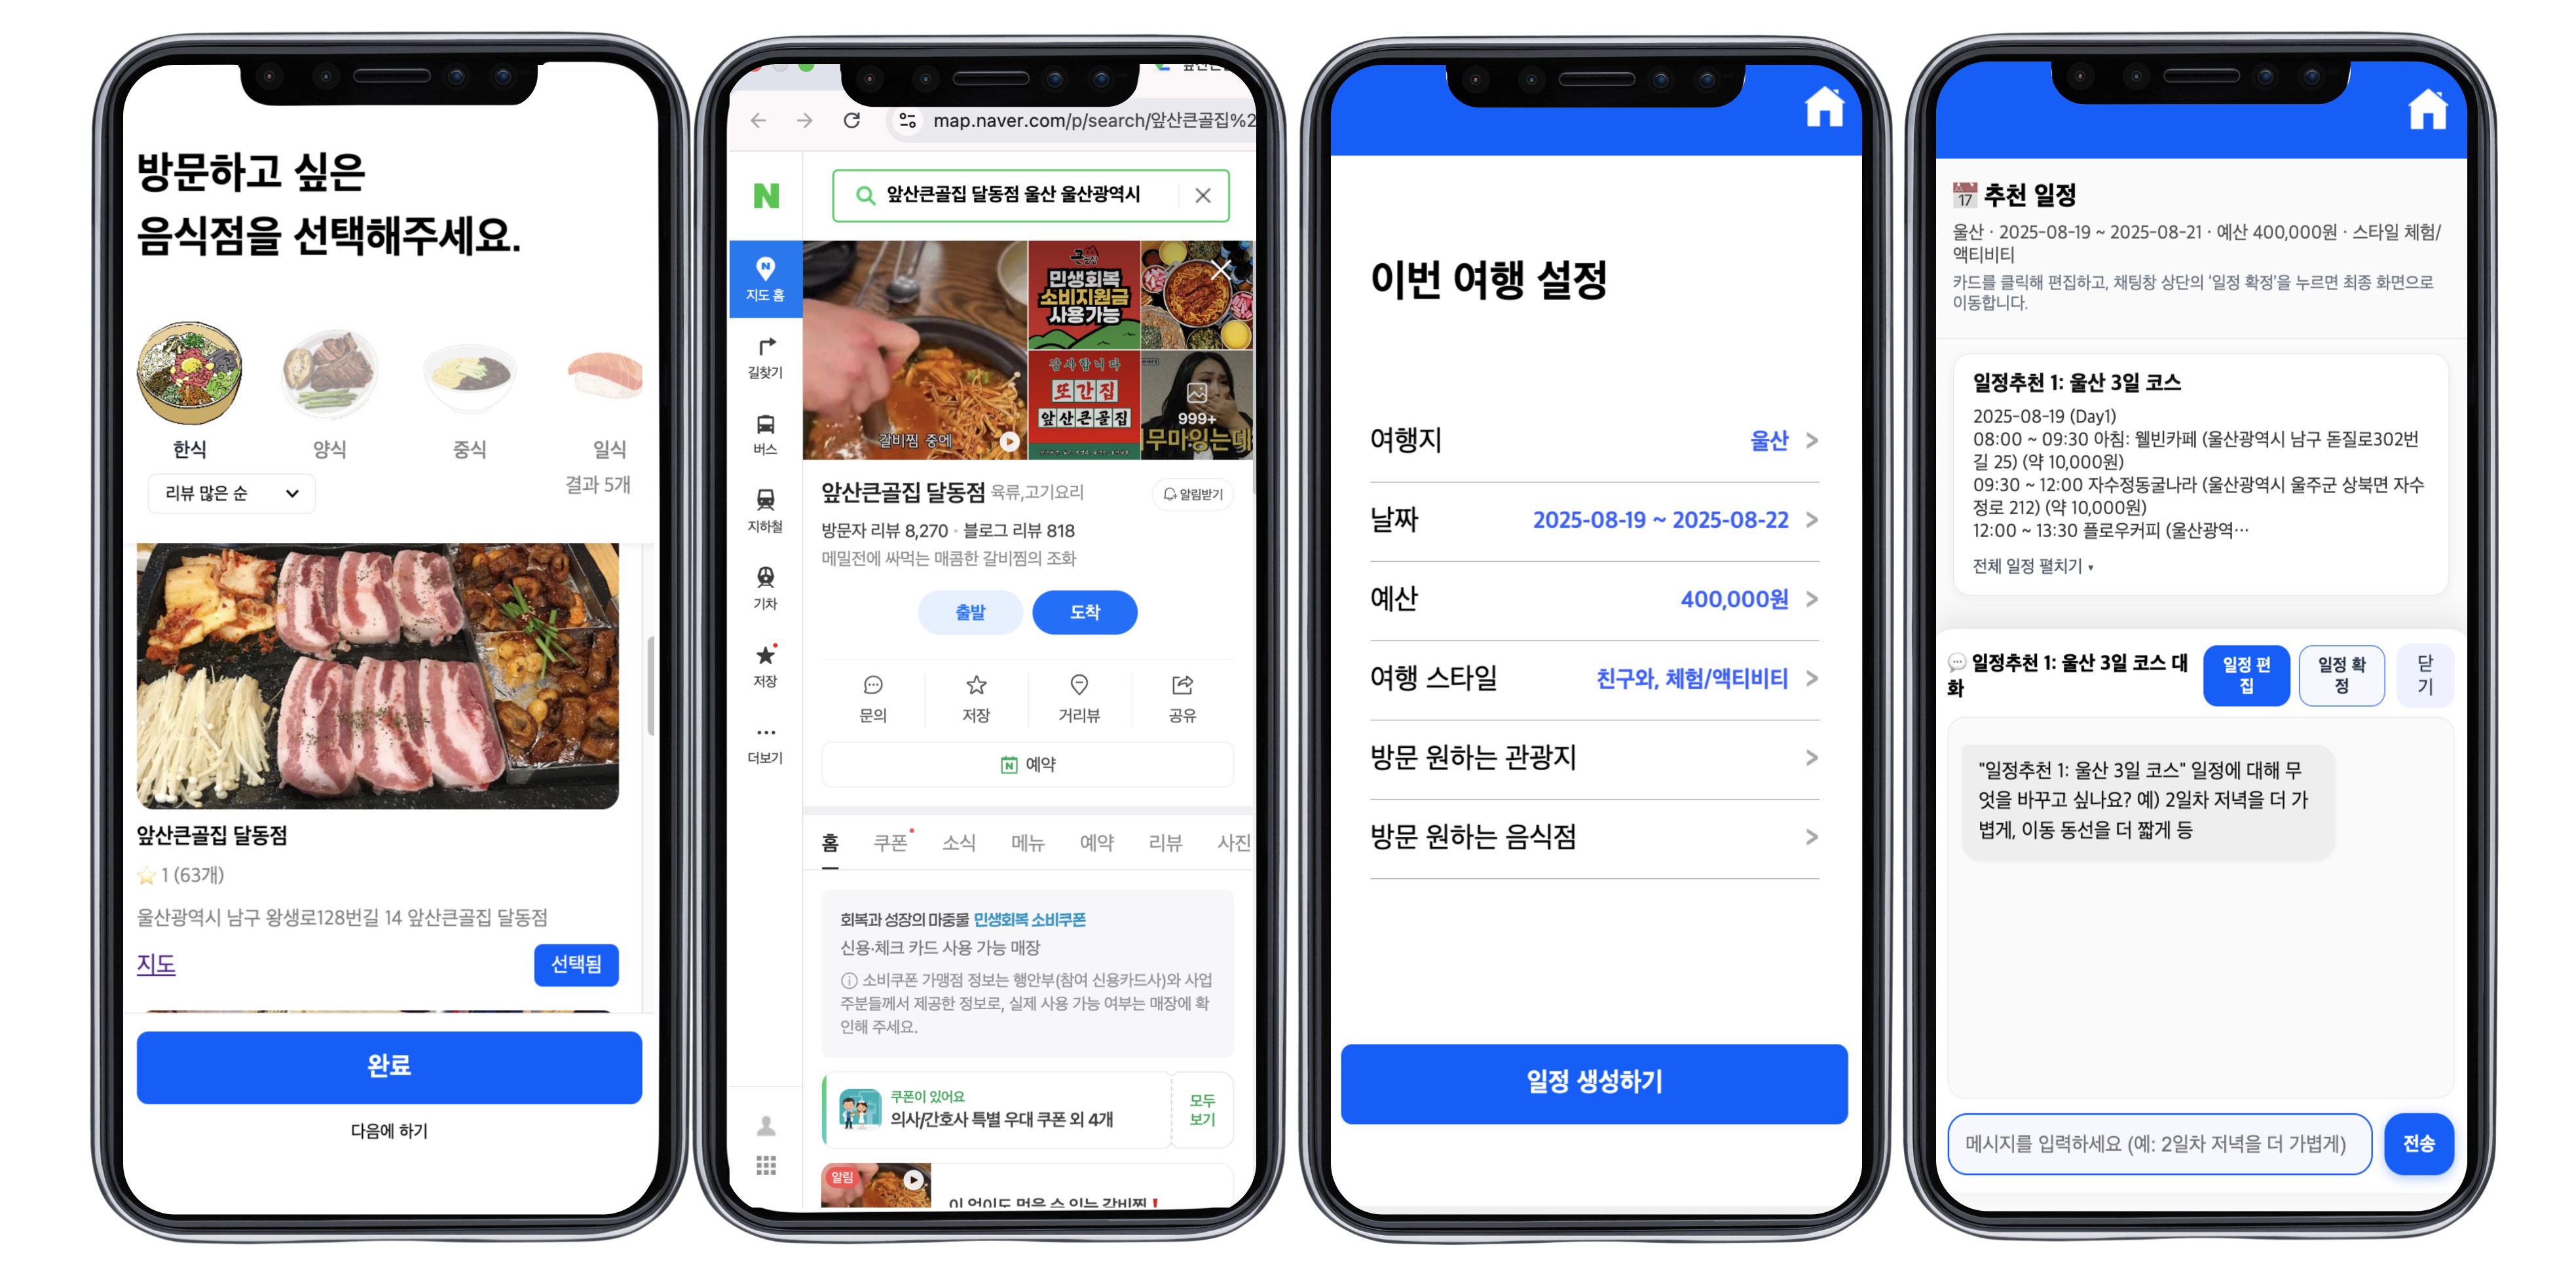 방문하고 싶은
음식점을 선택해주세요.
한식
양식
중식
일식
리뷰 많은 순
결과 5개
앞산큰골집 달동점
1 (63개)
울산광역시 남구 왕생로128번길 14 앞산큰골집 달동점
지도
선택됨
완료
다음에 하기
map.naver.com/p/search/앞산큰골집%2
N
앞산큰골집 달동점 울산 울산광역시
지도 홈
길찾기
버스
지하철
기차
저장
더보기
큰골집
민생회복
소비지원금
사용가능
감사합니다
또간집
앞산큰골집
갈비찜 중에
999+
앞산큰골집 달동점 육류,고기요리
알림받기
방문자 리뷰 8,270 · 블로그 리뷰 818
메밀전에 싸먹는 매콤한 갈비찜의 조화
출발
도착
문의
저장
거리뷰
공유
N 예약
홈
쿠폰
소식
메뉴
예약
리뷰
사진
회복과 성장의 마중물 민생회복 소비쿠폰
신용·체크 카드 사용 가능 매장
소비쿠폰 가맹점 정보는 행안부(참여 신용카드사)와 사업
주분들께서 제공한 정보로, 실제 사용 가능 여부는 매장에 확
인해 주세요.
쿠폰이 있어요
의사/간호사 특별 우대 쿠폰 외 4개
모두
보기
알림
이 없이도 먹을 수 있는 갈비찜❗
이번 여행 설정
여행지
울산 >
날짜
2025-08-19 ~ 2025-08-22 >
예산
400,000원 >
여행 스타일
친구와, 체험/액티비티 >
방문 원하는 관광지 >
방문 원하는 음식점 >
일정 생성하기
17 추천 일정
울산 · 2025-08-19 ~ 2025-08-21 · 예산 400,000원 · 스타일 체험/
액티비티
카드를 클릭해 편집하고, 채팅창 상단의 '일정 확정'을 누르면 최종 화면으로
이동합니다.
일정추천 1: 울산 3일 코스
2025-08-19 (Day1)
08:00 ~ 09:30 아침: 웰빈카페 (울산광역시 남구 돋질로302번
길 25) (약 10,000원)
09:30 ~ 12:00 자수정동굴나라 (울산광역시 울주군 상북면 자수
정로 212) (약 10,000원)
12:00 ~ 13:30 플로우커피 (울산광역…
전체 일정 펼치기 ▾
일정추천 1: 울산 3일 코스 대
화
일정 편
집
일정 확
정
닫
기
"일정추천 1: 울산 3일 코스" 일정에 대해 무
엇을 바꾸고 싶나요? 예) 2일차 저녁을 더 가
볍게, 이동 동선을 더 짧게 등
메시지를 입력하세요 (예: 2일차 저녁을 더 가볍게)
전송